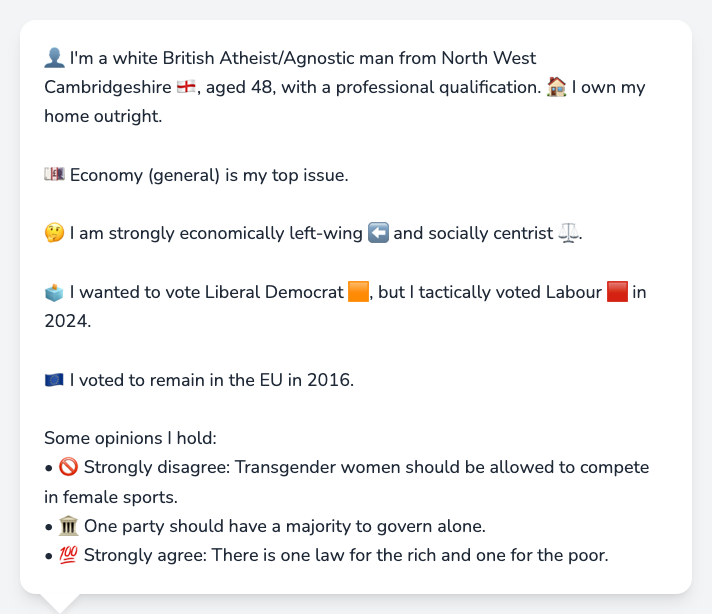 👤 I'm a white British Atheist/Agnostic man from North West
Cambridgeshire 🏴󠁧󠁢󠁥󠁮󠁧󠁿, aged 48, with a professional qualification. 🏠 I own my
home outright.
💷 Economy (general) is my top issue.
🤔 I am strongly economically left-wing ⬅️ and socially centrist ⚖️.
🗳️ I wanted to vote Liberal Democrat 🟧, but I tactically voted Labour 🟥 in
2024.
🇪🇺 I voted to remain in the EU in 2016.
Some opinions I hold:
• 🚫 Strongly disagree: Transgender women should be allowed to compete
in female sports.
• 🏛️ One party should have a majority to govern alone.
• 💯 Strongly agree: There is one law for the rich and one for the poor.